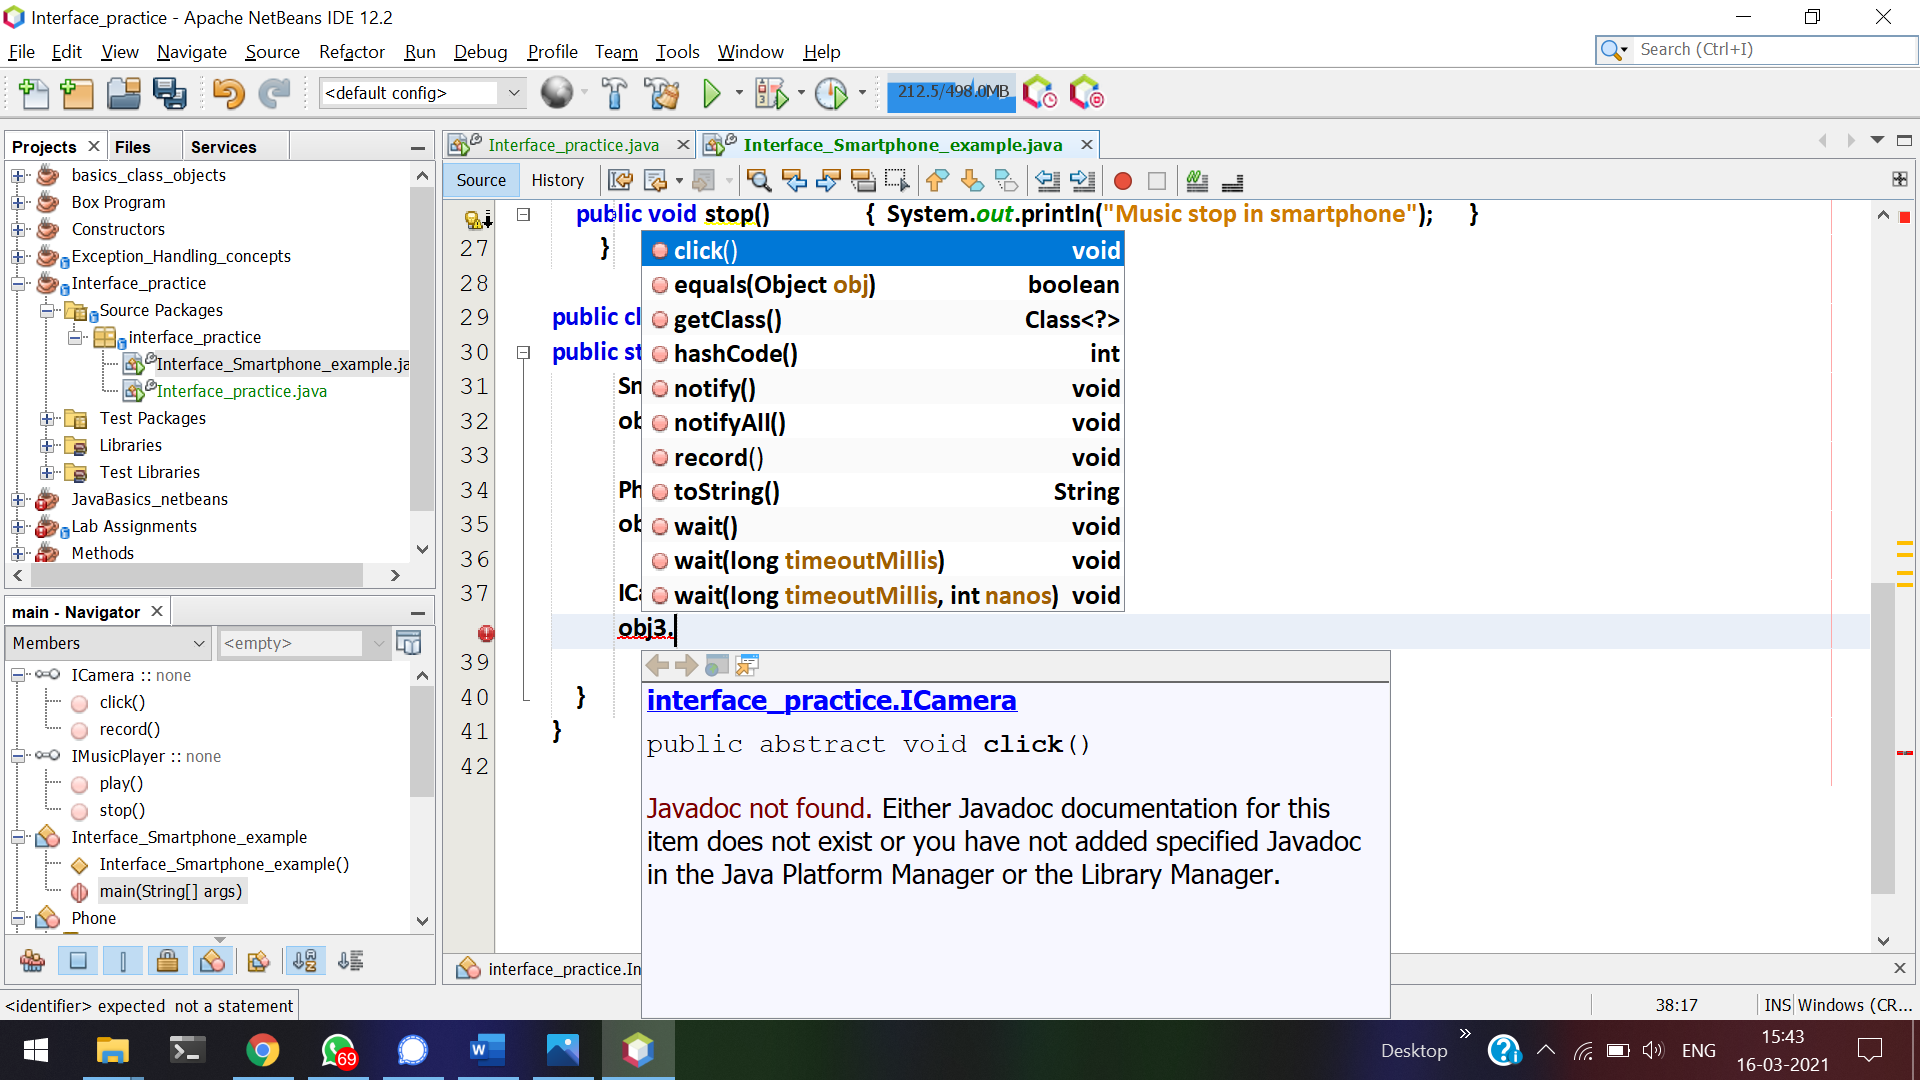 Interface_practice - Apache NetBeans IDE 12.2
File Edit View Navigate Source Refactor Run Debug Profile Team Tools Window Help
Search (Ctrl+I)
<default config>
212.5/498.0MB
Projects Files Services
Interface_practice.java
Interface_Smartphone_example.java
Source History
basics_class_objects
Box Program
Constructors
Exception_Handling_concepts
Interface_practice
Source Packages
interface_practice
Interface_Smartphone_example.ja
Interface_practice.java
Test Packages
Libraries
Test Libraries
JavaBasics_netbeans
Lab Assignments
Methods
main - Navigator
Members
<empty>
ICamera :: none
click()
record()
IMusicPlayer :: none
play()
stop()
Interface_Smartphone_example
Interface_Smartphone_example()
main(String[] args)
Phone
public void stop() { System.out.println("Music stop in smartphone"); }
27 }
28
29 public cl
30 public st
31 Sn
32 ob
33
34 Ph
35 ob
36
37 ICa
obj3.
39
40 }
41 }
42
click() void
equals(Object obj) boolean
getClass() Class<?>
hashCode() int
notify() void
notifyAll() void
record() void
toString() String
wait() void
wait(long timeoutMillis) void
wait(long timeoutMillis, int nanos) void
interface_practice.ICamera
public abstract void click()
Javadoc not found. Either Javadoc documentation for this
item does not exist or you have not added specified Javadoc
in the Java Platform Manager or the Library Manager.
interface_practice.In
<identifier> expected not a statement
38:17
INS
Windows (CR...
69
Desktop
ENG
15:43
16-03-2021